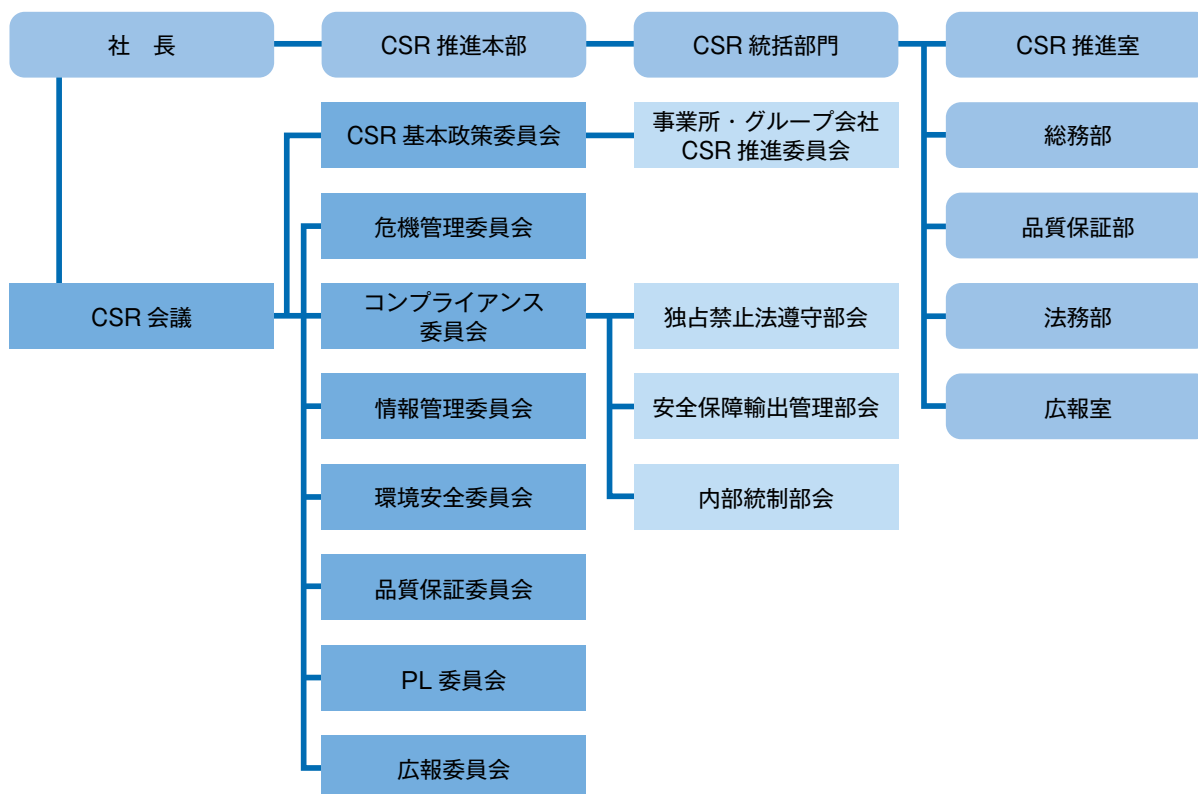 社　長
CSR 推進本部
CSR 統括部門
CSR 推進室
CSR 基本政策委員会
事業所・グループ会社
CSR 推進委員会
総務部
危機管理委員会
品質保証部
CSR 会議
コンプライアンス
委員会
独占禁止法遵守部会
法務部
情報管理委員会
安全保障輸出管理部会
広報室
環境安全委員会
内部統制部会
品質保証委員会
PL 委員会
広報委員会